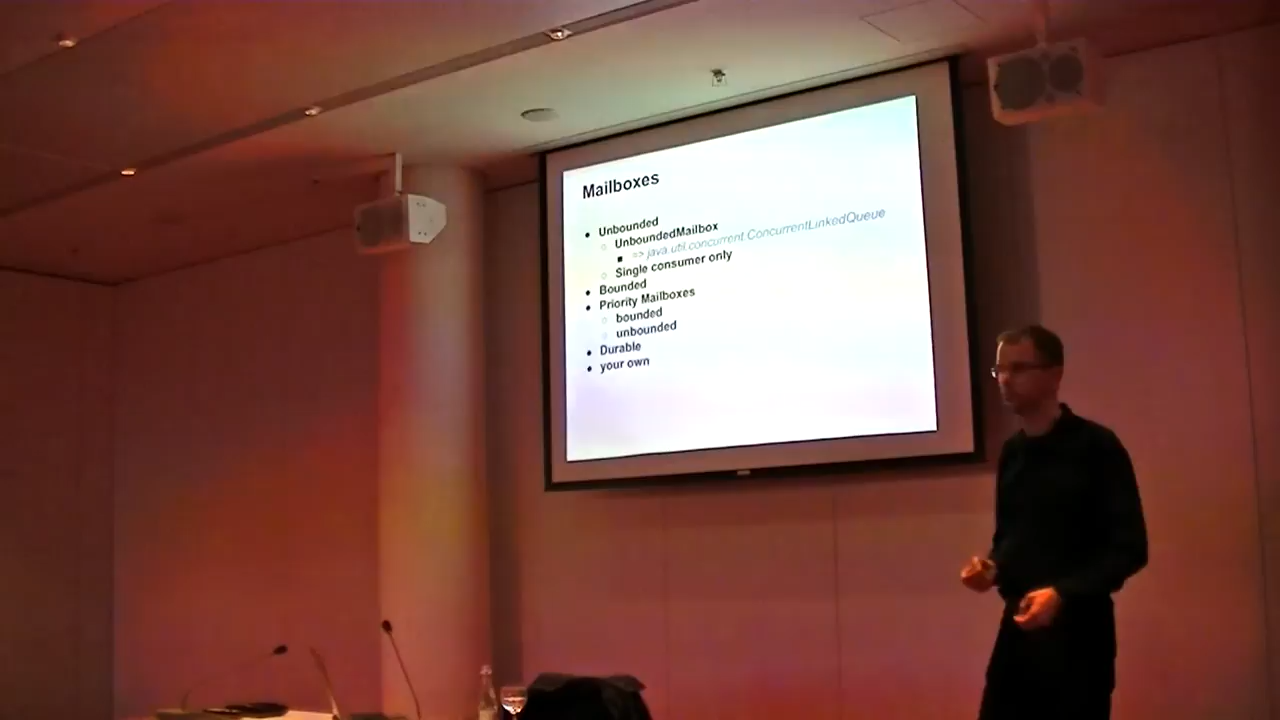 Mailboxes
Unbounded
UnboundedMailbox
=> java.util.concurrent.ConcurrentLinkedQueue
Single consumer only
Bounded
Priority Mailboxes
bounded
unbounded
Durable
your own